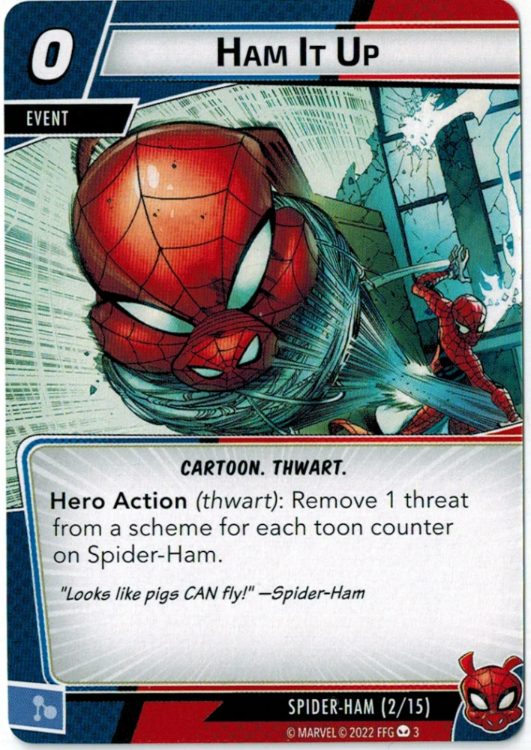 0
HAM IT UP
EVENT
CARTOON. THWART.
Hero Action (thwart): Remove 1 threat
from a scheme for each toon counter
on Spider-Ham.
"Looks like pigs CAN fly!" —Spider-Ham
SPIDER-HAM (2/15)
© MARVEL © 2022 FFG 3